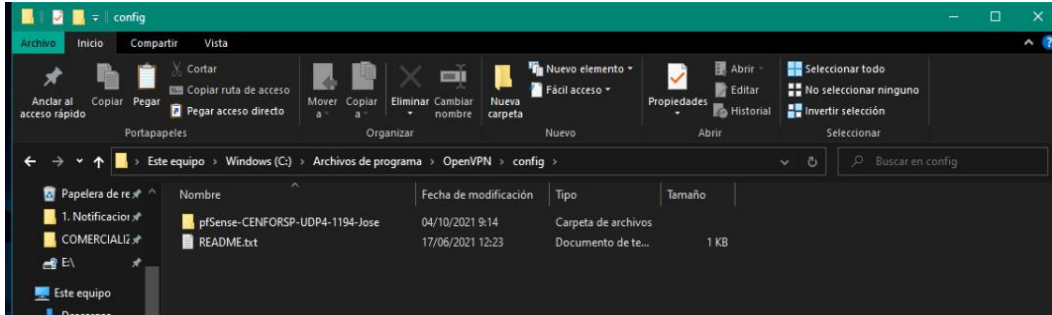 config
Archivo Inicio Compartir Vista
Anclar al acceso rápido
Copiar
Pegar
Cortar
Copiar ruta de acceso
Pegar acceso directo
Portapapeles
Mover a
Copiar a
Eliminar
Cambiar nombre
Organizar
Nueva carpeta
Nuevo elemento
Fácil acceso
Nuevo
Propiedades
Abrir
Editar
Historial
Abrir
Seleccionar todo
No seleccionar ninguno
Invertir selección
Seleccionar
Este equipo > Windows (C:) > Archivos de programa > OpenVPN > config >
Buscar en config
Papelera de re
1. Notificacion
COMERCIALIZ
E:\
Este equipo
Descargas
Nombre Fecha de modificación Tipo Tamaño
pfSense-CENFORSP-UDP4-1194-Jose 04/10/2021 9:14 Carpeta de archivos
README.txt 17/06/2021 12:23 Documento de te... 1 KB